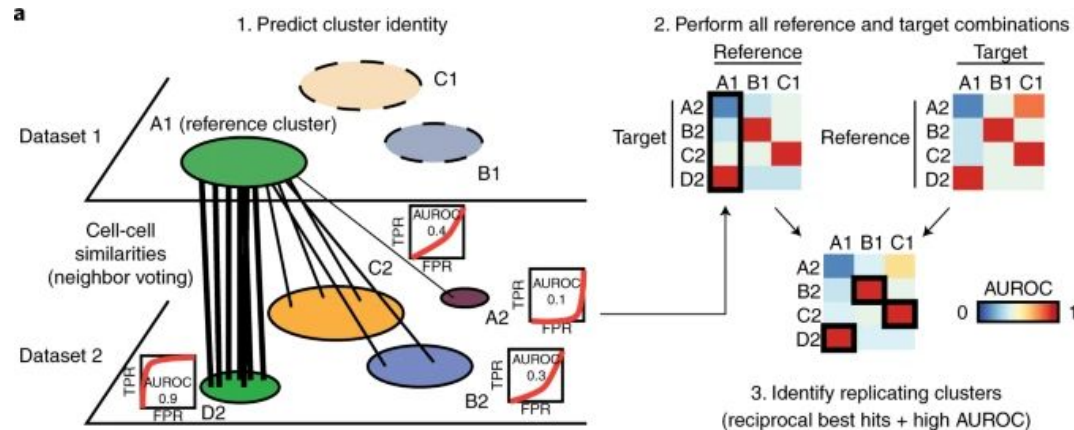 a
1. Predict cluster identity
C1
A1 (reference cluster)
Dataset 1
B1
Cell-cell
similarities
(neighbor voting)
TPR
AUROC
0.4
FPR
C2
A2
TPR
AUROC
0.1
FPR
Dataset 2
TPR
AUROC
0.9
FPR
D2
B2
TPR
AUROC
0.3
FPR
2. Perform all reference and target combinations
Reference
A1 B1 C1
Target
A2
B2
C2
D2
Target
A1 B1 C1
Reference
A2
B2
C2
D2
A1 B1 C1
A2
B2
C2
D2
AUROC
0 1
3. Identify replicating clusters
(reciprocal best hits + high AUROC)